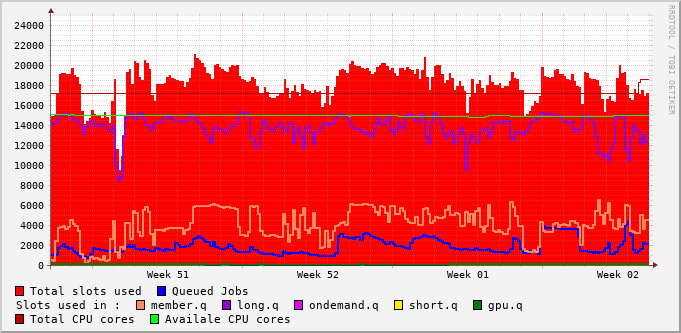 RRDTOOL / TOBI OETIKER
24000
22000
20000
18000
16000
14000
12000
10000
8000
6000
4000
2000
0
Week 51 Week 52 Week 01 Week 02
Total slots used Queued Jobs
Slots used in : member.q long.q ondemand.q short.q gpu.q
Total CPU cores Availale CPU cores